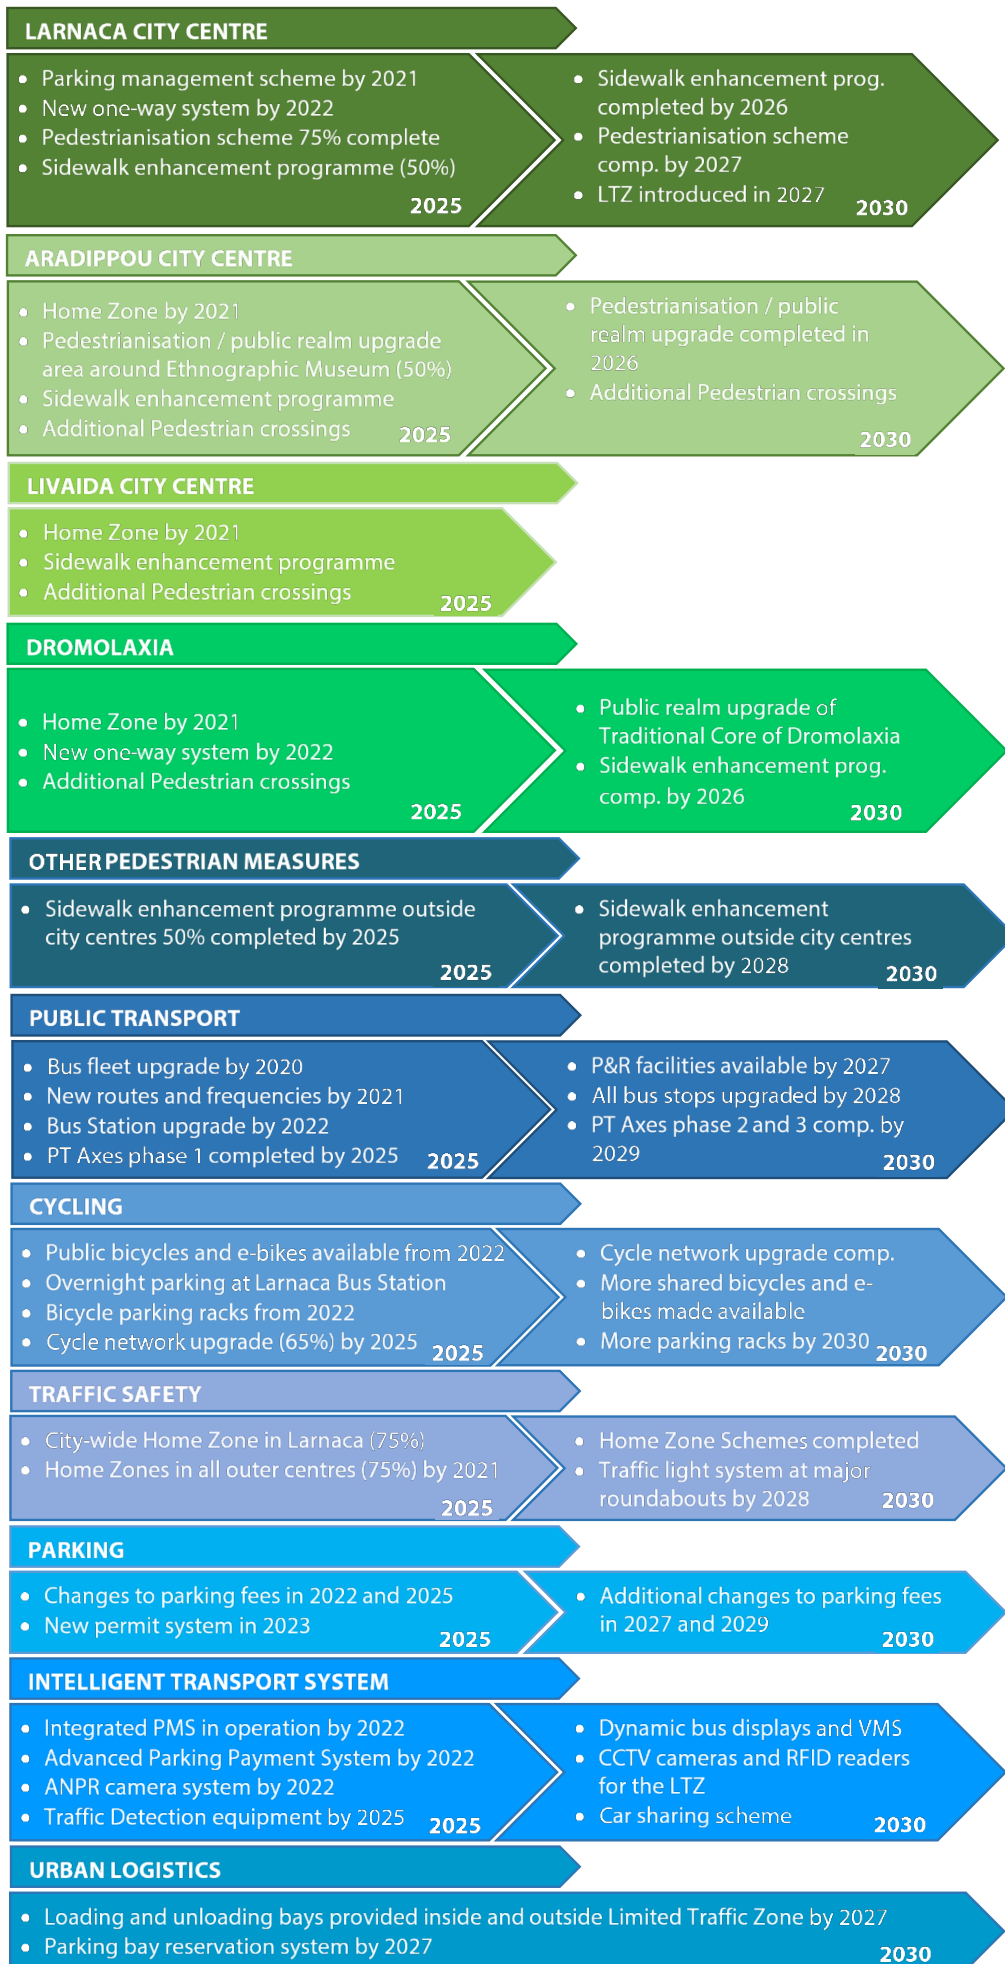 LARNACA CITY CENTRE
• Parking management scheme by 2021
• New one-way system by 2022
• Pedestrianisation scheme 75% complete
• Sidewalk enhancement programme (50%)
2025
• Sidewalk enhancement prog.
completed by 2026
• Pedestrianisation scheme
comp. by 2027
• LTZ introduced in 2027
2030
ARADIPPOU CITY CENTRE
• Home Zone by 2021
• Pedestrianisation / public realm upgrade
area around Ethnographic Museum (50%)
• Sidewalk enhancement programme
• Additional Pedestrian crossings
2025
• Pedestrianisation / public
realm upgrade completed in
2026
• Additional Pedestrian crossings
2030
LIVAIDA CITY CENTRE
• Home Zone by 2021
• Sidewalk enhancement programme
• Additional Pedestrian crossings
2025
DROMOLAXIA
• Home Zone by 2021
• New one-way system by 2022
• Additional Pedestrian crossings
2025
• Public realm upgrade of
Traditional Core of Dromolaxia
• Sidewalk enhancement prog.
comp. by 2026
2030
OTHER PEDESTRIAN MEASURES
• Sidewalk enhancement programme outside
city centres 50% completed by 2025
2025
• Sidewalk enhancement
programme outside city centres
completed by 2028
2030
PUBLIC TRANSPORT
• Bus fleet upgrade by 2020
• New routes and frequencies by 2021
• Bus Station upgrade by 2022
• PT Axes phase 1 completed by 2025
2025
• P&R facilities available by 2027
• All bus stops upgraded by 2028
• PT Axes phase 2 and 3 comp. by
2029
2030
CYCLING
• Public bicycles and e-bikes available from 2022
• Overnight parking at Larnaca Bus Station
• Bicycle parking racks from 2022
• Cycle network upgrade (65%) by 2025
2025
• Cycle network upgrade comp.
• More shared bicycles and e-
bikes made available
• More parking racks by 2030
2030
TRAFFIC SAFETY
• City-wide Home Zone in Larnaca (75%)
• Home Zones in all outer centres (75%) by 2021
2025
• Home Zone Schemes completed
• Traffic light system at major
roundabouts by 2028
2030
PARKING
• Changes to parking fees in 2022 and 2025
• New permit system in 2023
2025
• Additional changes to parking fees
in 2027 and 2029
2030
INTELLIGENT TRANSPORT SYSTEM
• Integrated PMS in operation by 2022
• Advanced Parking Payment System by 2022
• ANPR camera system by 2022
• Traffic Detection equipment by 2025
2025
• Dynamic bus displays and VMS
• CCTV cameras and RFID readers
for the LTZ
• Car sharing scheme
2030
URBAN LOGISTICS
• Loading and unloading bays provided inside and outside Limited Traffic Zone by 2027
• Parking bay reservation system by 2027
2030